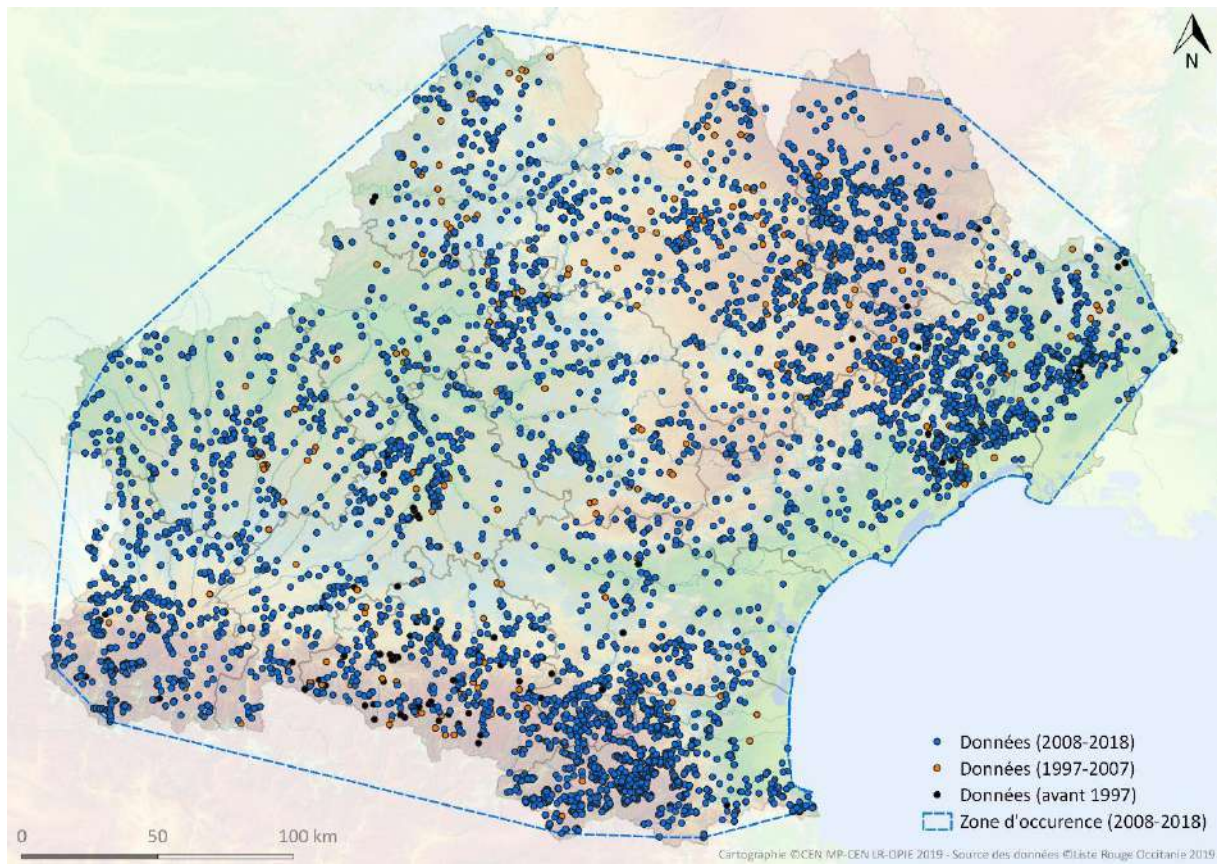 N
Données (2008-2018)
Données (1997-2007)
Données (avant 1997)
Zone d'occurence (2008-2018)
0 50 100 km
Cartographie ©CEN MP-CEN LR-OPIE 2019 - Source des données ©Liste Rouge Occitanie 2019